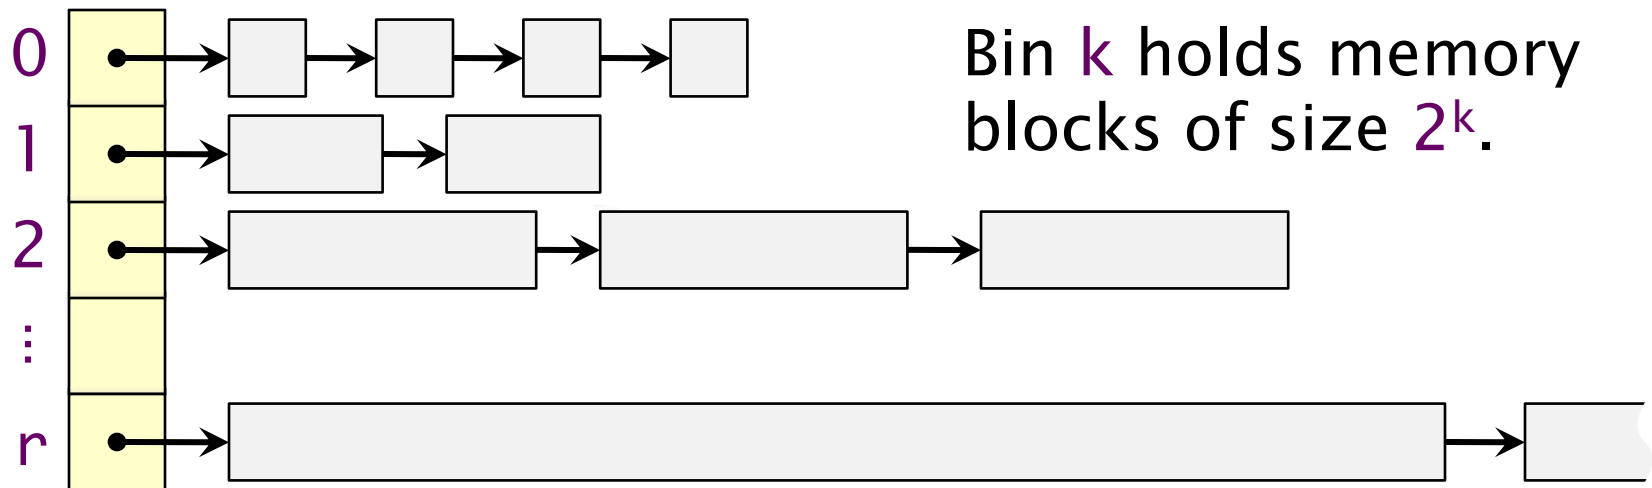 0
Bin k holds memory
blocks of size 2ᵏ.
1
2
⋮
r